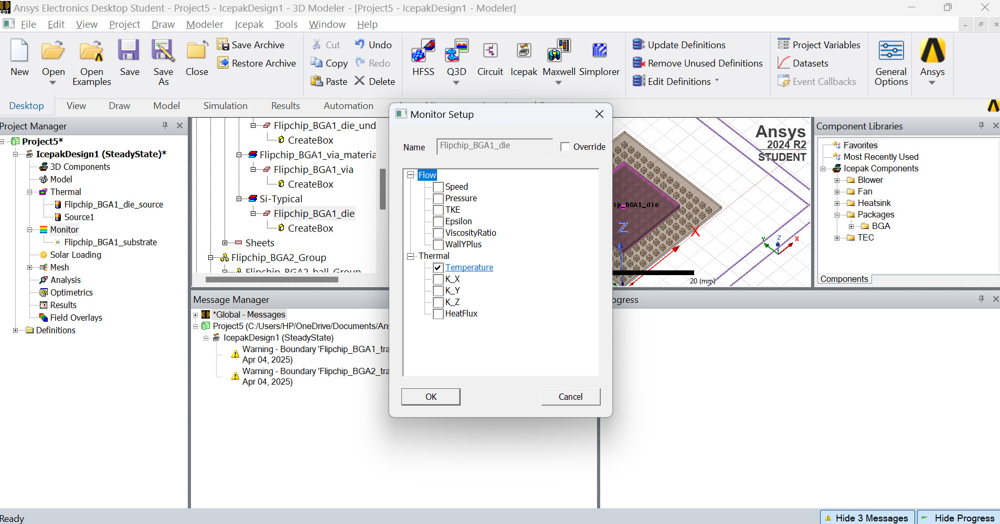 Ansys Electronics Desktop Student - Project5 - IcepakDesign1 - 3D Modeler - [Project5 - IcepakDesign1 - Modeler]
File Edit View Project Draw Modeler Icepak Tools Window Help
New
Open
Open Examples
Save
Save As
Close
Save Archive
Restore Archive
Cut
Copy
Paste
Undo
Redo
Delete
HFSS
Q3D
Circuit
Icepak
Maxwell
Simplorer
Update Definitions
Remove Unused Definitions
Edit Definitions
Project Variables
Datasets
Event Callbacks
General Options
Ansys
Desktop View Draw Model Simulation Results Automation
Project Manager
Project5*
IcepakDesign1 (SteadyState)*
3D Components
Model
Thermal
Flipchip_BGA1_die_source
Source1
Monitor
Flipchip_BGA1_substrate
Solar Loading
Mesh
Analysis
Optimetrics
Results
Field Overlays
Definitions
Flipchip_BGA1_die_und
CreateBox
Flipchip_BGA1_via_materia
Flipchip_BGA1_via
CreateBox
Si-Typical
Flipchip_BGA1_die
CreateBox
Sheets
Flipchip_BGA2_Group
Flipchip_BGA2_ball_Group
Monitor Setup
Name Flipchip_BGA1_die Override
Flow
Speed
Pressure
TKE
Epsilon
ViscosityRatio
WallYPlus
Thermal
Temperature
K_X
K_Y
K_Z
HeatFlux
OK Cancel
Ansys
2024 R2
STUDENT
ip_BGA1_die
Z
X
Y Z X
20 (mm)
Component Libraries
Favorites
Most Recently Used
Icepak Components
Blower
Fan
Heatsink
Packages
BGA
TEC
Components
Message Manager
*Global - Messages
Project5 (C:/Users/HP/OneDrive/Documents/An
IcepakDesign1 (SteadyState)
Warning - Boundary 'Flipchip_BGA1_tra
Apr 04, 2025)
Warning - Boundary 'Flipchip_BGA2_tra
Apr 04, 2025)
ogress
Ready
Hide 3 Messages
Hide Progress